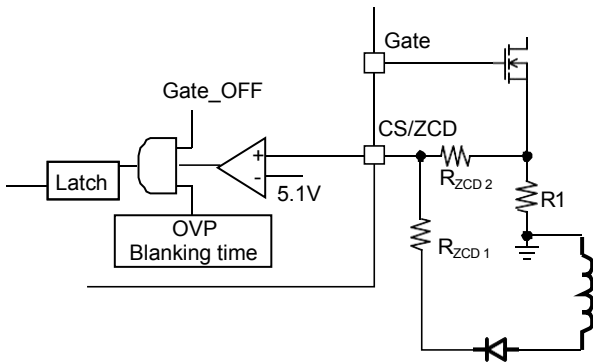 Gate
Gate_OFF
CS/ZCD
+
-
5.1V
Latch
OVP
Blanking time
RZCD 2
R1
RZCD 1